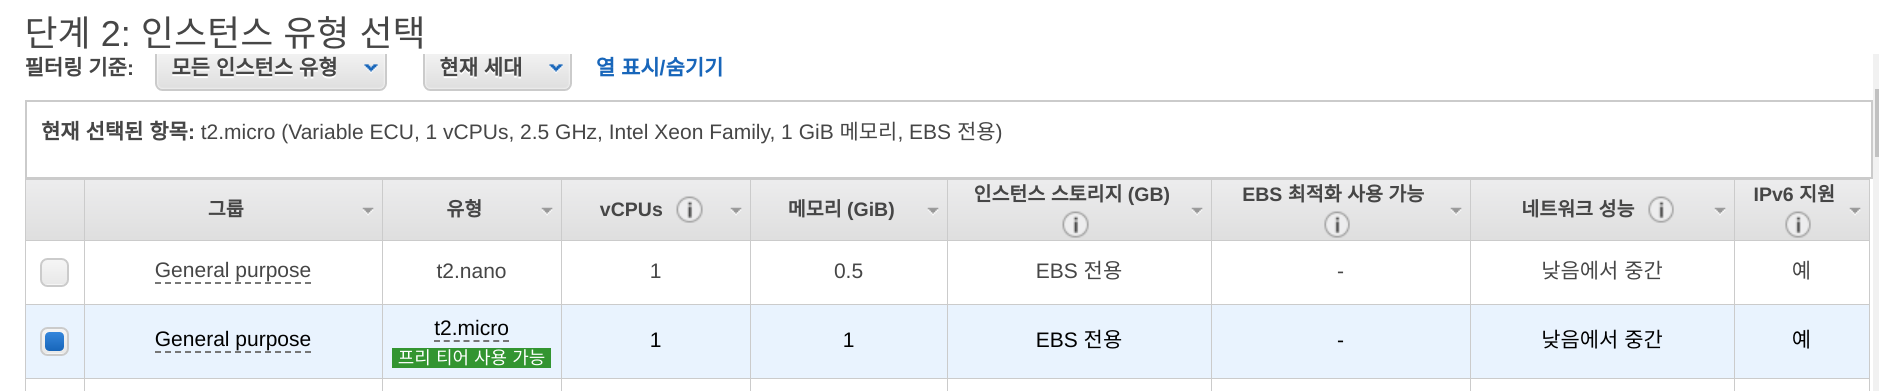 단계 2: 인스턴스 유형 선택
필터링 기준: 모든 인스턴스 유형 현재 세대 열 표시/숨기기
현재 선택된 항목: t2.micro (Variable ECU, 1 vCPUs, 2.5 GHz, Intel Xeon Family, 1 GiB 메모리, EBS 전용)
그룹 유형 vCPUs 메모리 (GiB) 인스턴스 스토리지 (GB) EBS 최적화 사용 가능 네트워크 성능 IPv6 지원
General purpose t2.nano 1 0.5 EBS 전용 - 낮음에서 중간 예
General purpose t2.micro 1 1 EBS 전용 - 낮음에서 중간 예
프리 티어 사용 가능